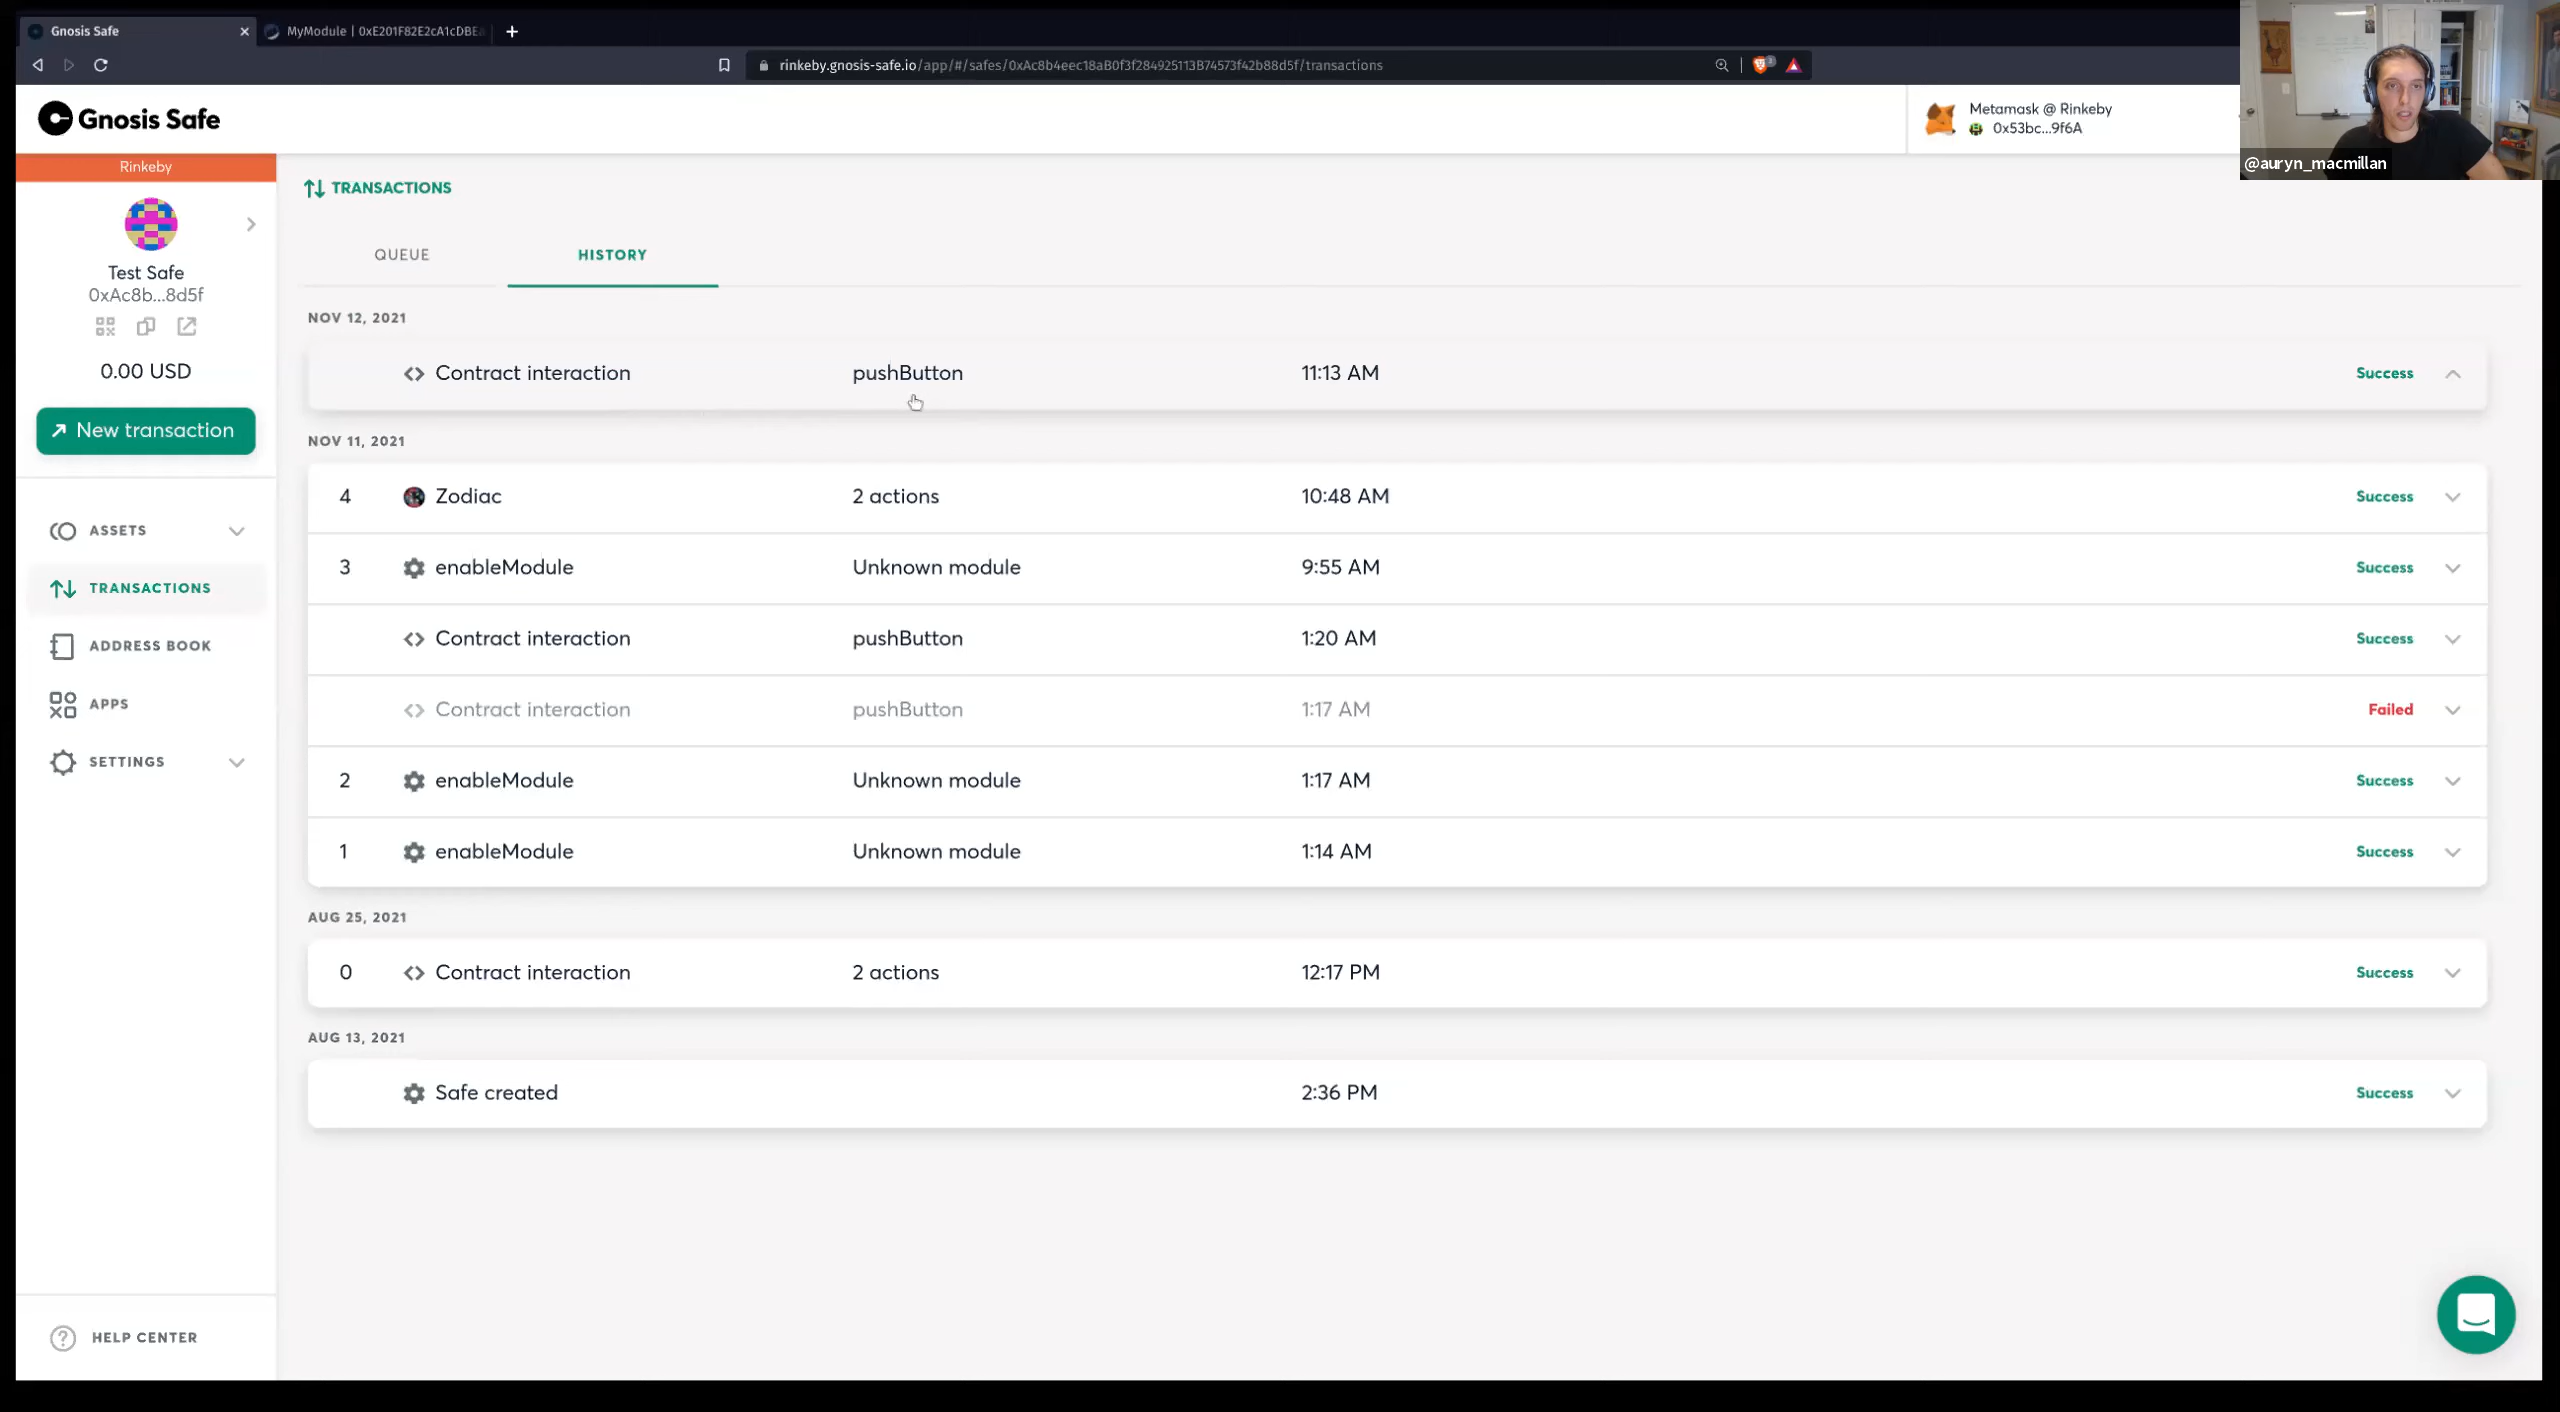 Gnosis Safe
MyModule | 0xE201F82E2cA1cDBE
rinkeby.gnosis-safe.io/app/#/safes/0xAc8b4eec18aB0f3f284925113B74573f42b88d5f/transactions
Gnosis Safe
Metamask @ Rinkeby
0x53bc...9f6A
@auryn_macmillan
Rinkeby
Test Safe
0xAc8b...8d5f
0.00 USD
New transaction
ASSETS
TRANSACTIONS
ADDRESS BOOK
APPS
SETTINGS
HELP CENTER
TRANSACTIONS
QUEUE HISTORY
NOV 12, 2021
Contract interaction pushButton 11:13 AM Success
NOV 11, 2021
4 Zodiac 2 actions 10:48 AM Success
3 enableModule Unknown module 9:55 AM Success
Contract interaction pushButton 1:20 AM Success
Contract interaction pushButton 1:17 AM Failed
2 enableModule Unknown module 1:17 AM Success
1 enableModule Unknown module 1:14 AM Success
AUG 25, 2021
0 Contract interaction 2 actions 12:17 PM Success
AUG 13, 2021
Safe created 2:36 PM Success